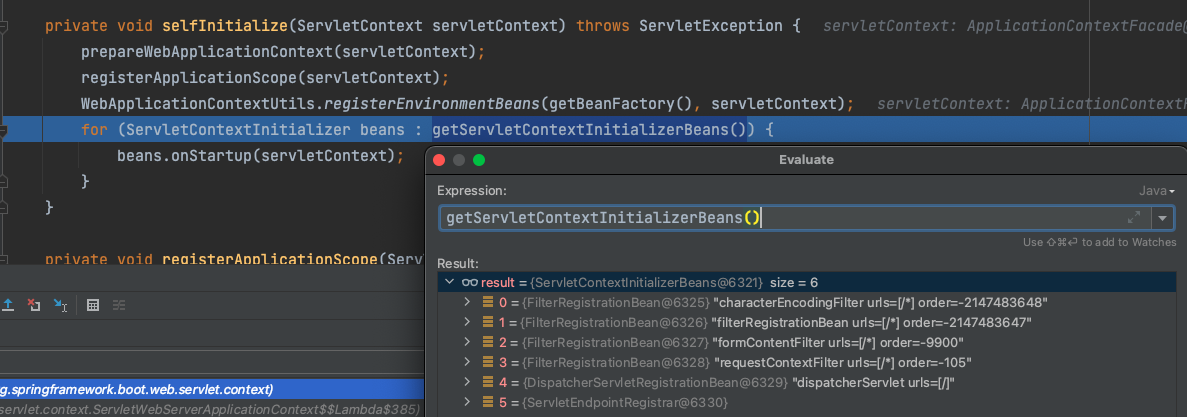 private void selfInitialize(ServletContext servletContext) throws ServletException {   servletContext: ApplicationContextFacade@
prepareWebApplicationContext(servletContext);
registerApplicationScope(servletContext);
WebApplicationContextUtils.registerEnvironmentBeans(getBeanFactory(), servletContext);   servletContext: ApplicationContextF
for (ServletContextInitializer beans : getServletContextInitializerBeans()) {
beans.onStartup(servletContext);
}
}
private void registerApplicationScope(Serv
Evaluate
Expression:
Java
getServletContextInitializerBeans()
Use ⇧⌘⏎ to add to Watches
Result:
result = {ServletContextInitializerBeans@6321}  size = 6
0 = {FilterRegistrationBean@6325} "characterEncodingFilter urls=[/*] order=-2147483648"
1 = {FilterRegistrationBean@6326} "filterRegistrationBean urls=[/*] order=-2147483647"
2 = {FilterRegistrationBean@6327} "formContentFilter urls=[/*] order=-9900"
3 = {FilterRegistrationBean@6328} "requestContextFilter urls=[/*] order=-105"
4 = {DispatcherServletRegistrationBean@6329} "dispatcherServlet urls=[/]"
5 = {ServletEndpointRegistrar@6330}
g.springframework.boot.web.servlet.context)
servlet.context.ServletWebServerApplicationContext$$Lambda$385)